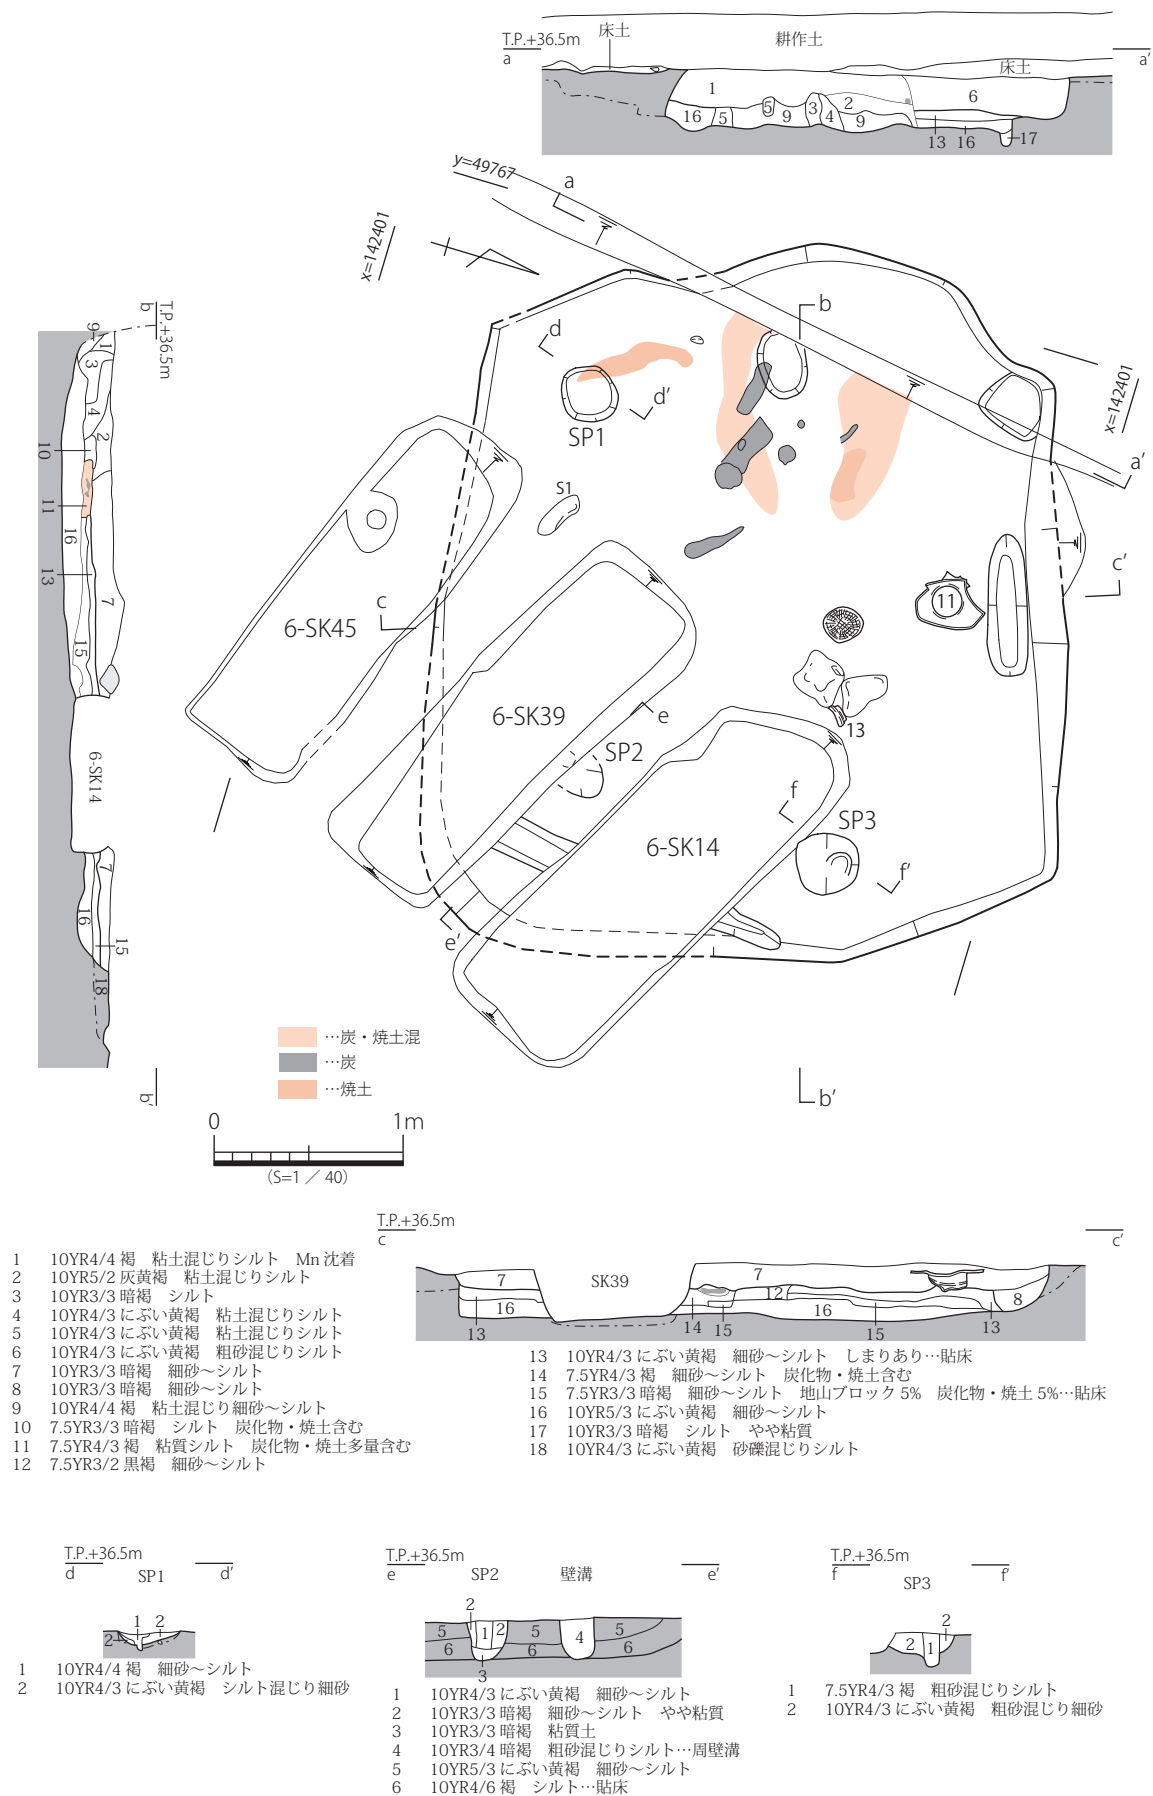 T.P.+36.5m
a
床土
耕作土
a′
床土
1
6
2
16
5
5
9
3
4
9
13
16
17
y=49767
a
x=142401
b
T.P.+36.5m
b
d
d′
SP1
x=142401
a′
9
1
3
4
2
10
11
16
13
7
15
S1
c
6-SK45
c′
11
6-SK39
e
13
SP2
6-SK14
f
SP3
f′
6-SK14
7
16
15
18
e′
b′
b′
…炭・焼土混
…炭
…焼土
0
1m
(S=1 ／ 40)
T.P.+36.5m
c
c′
7
SK39
7
16
12
16
8
13
14
15
15
13
1 10YR4/4 褐 粘土混じりシルト Mn 沈着
2 10YR5/2 灰黄褐 粘土混じりシルト
3 10YR3/3 暗褐 シルト
4 10YR4/3 にぶい黄褐 粘土混じりシルト
5 10YR4/3 にぶい黄褐 粘土混じりシルト
6 10YR4/3 にぶい黄褐 粗砂混じりシルト
7 10YR3/3 暗褐 細砂～シルト
8 10YR3/3 暗褐 細砂～シルト
9 10YR4/4 褐 粘土混じり細砂～シルト
10 7.5YR3/3 暗褐 シルト 炭化物・焼土含む
11 7.5YR4/3 褐 粘質シルト 炭化物・焼土多量含む
12 7.5YR3/2 黒褐 細砂～シルト
13 10YR4/3 にぶい黄褐 細砂～シルト しまりあり…貼床
14 7.5YR4/3 褐 細砂～シルト 炭化物・焼土含む
15 7.5YR3/3 暗褐 細砂～シルト 地山ブロック 5% 炭化物・焼土 5%…貼床
16 10YR5/3 にぶい黄褐 細砂～シルト
17 10YR3/3 暗褐 シルト やや粘質
18 10YR4/3 にぶい黄褐 砂礫混じりシルト
T.P.+36.5m
d
SP1
d′
1
2
2
1 10YR4/4 褐 細砂～シルト
2 10YR4/3 にぶい黄褐 シルト混じり細砂
T.P.+36.5m
e
SP2
壁溝
e′
2
5
1
2
5
4
5
6
6
6
3
1 10YR4/3 にぶい黄褐 細砂～シルト
2 10YR3/3 暗褐 細砂～シルト やや粘質
3 10YR3/3 暗褐 粘質土
4 10YR3/4 暗褐 粗砂混じりシルト…周壁溝
5 10YR5/3 にぶい黄褐 細砂～シルト
6 10YR4/6 褐 シルト…貼床
T.P.+36.5m
f
SP3
f′
2
2
1
1 7.5YR4/3 褐 粗砂混じりシルト
2 10YR4/3 にぶい黄褐 粗砂混じり細砂